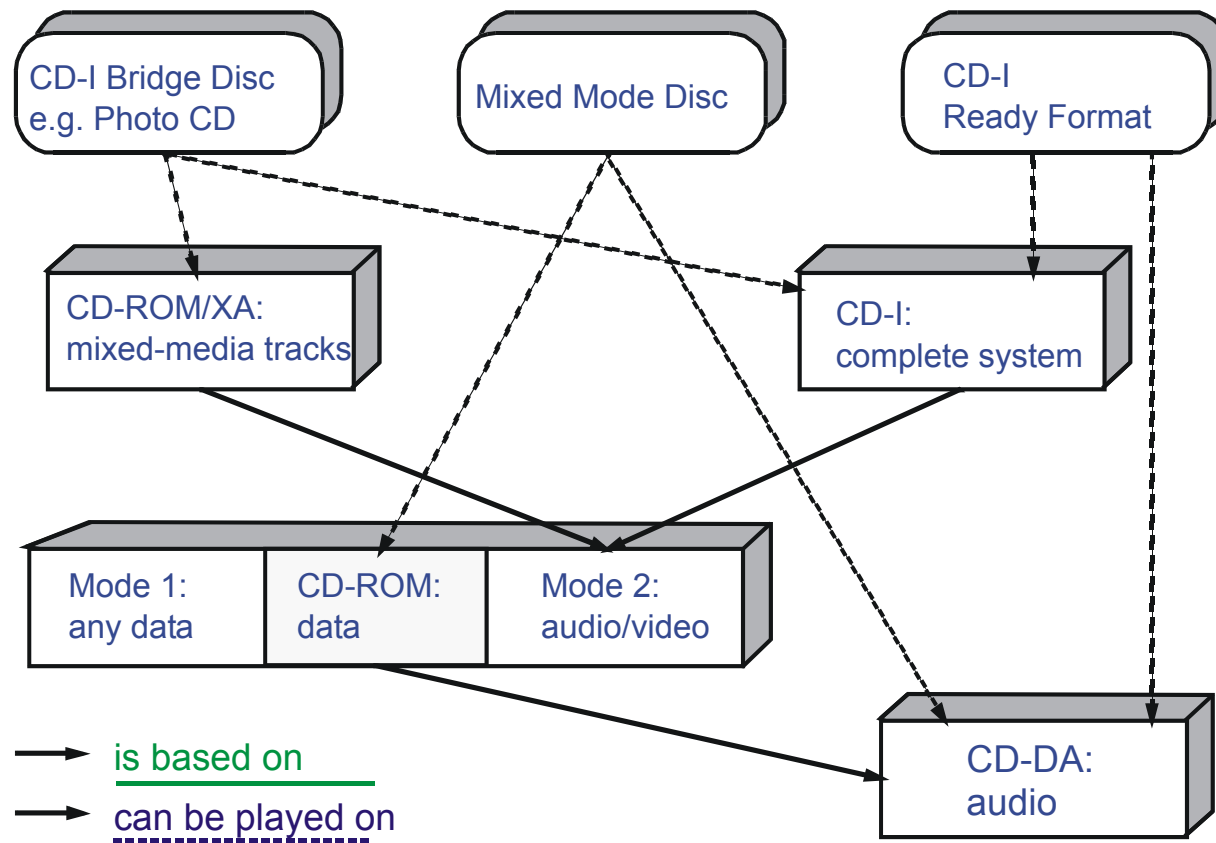 CD-I Bridge Disc
e.g. Photo CD
Mixed Mode Disc
CD-I
Ready Format
CD-ROM/XA:
mixed-media tracks
CD-I:
complete system
Mode 1:
any data
CD-ROM:
data
Mode 2:
audio/video
CD-DA:
audio
is based on
can be played on